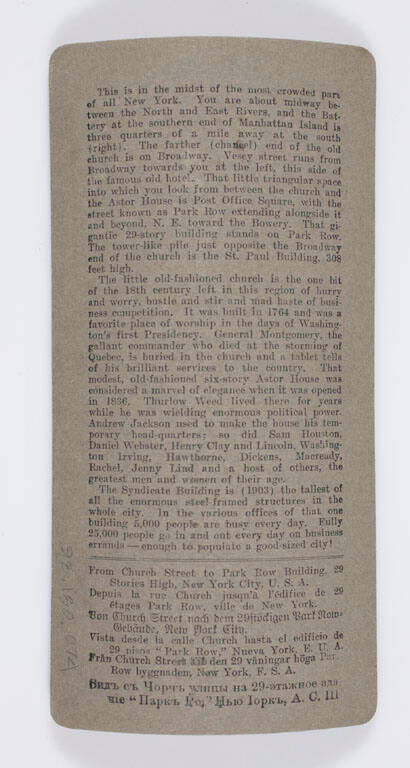 This is in the midst of the most crowded part
of all New York. You are about midway be-
tween the North and East Rivers, and the Bat-
tery at the southern end of Manhattan Island is
three quarters of a mile away at the south
(right). The farther (chancel) end of the old
church is on Broadway. Vesey street runs from
Broadway towards you at the left, this side of
the famous old hotel. That little triangular space
into which you look from between the church and
the Astor House is Post Office Square, with the
street known as Park Row extending alongside it
and beyond, N. E. toward the Bowery. That gi-
gantic 29-story building stands on Park Row.
The tower-like pile just opposite the Broadway
end of the church is the St. Paul Building, 308
feet high.
The little old-fashioned church is the one bit
of the 18th century left in this region of hurry
and worry, bustle and stir and mad haste of busi-
ness competition. It was built in 1764 and was a
favorite place of worship in the days of Washing-
ton's first Presidency. General Montgomery, the
gallant commander who died at the storming of
Quebec, is buried in the church and a tablet tells
of his brilliant services to the country. That
modest, old-fashioned six-story Astor House was
considered a marvel of elegance when it was opened
in 1836. Thurlow Weed lived there for years
while he was wielding enormous political power.
Andrew Jackson used to make the house his tem-
porary head-quarters; so did Sam Houston,
Daniel Webster, Henry Clay and Lincoln, Washing-
ton Irving, Hawthorne, Dickens, Macready,
Rachel, Jenny Lind and a host of others, the
greatest men and women of their age.
The Syndicate Building is (1903) the tallest of
all the enormous steel-framed structures in the
whole city. In the various offices of that one
building 5,000 people are busy every day. Fully
25,000 people go in and out every day on business
errands — enough to populate a good-sized city!
From Church Street to Park Row Building, 29
Stories High, New York City, U. S. A.
Depuis la rue Church jusqu'à l'édifice de 29
étages Park Row, ville de New York.
Von Church Street nach dem 29stöckigen Park Row-
Gebäude, New York City.
Vista desde la calle Church hasta el edificio de
29 pisos "Park Row," Nueva York, E. U. A.
Från Church Street till den 29 våningar höga Par
Row byggnaden, New York, F. S. A.
Видъ съ Чорчъ улицы на 29-этажное зда-
ніе "Паркъ Роу" Нью Іоркъ, А. С. Ш